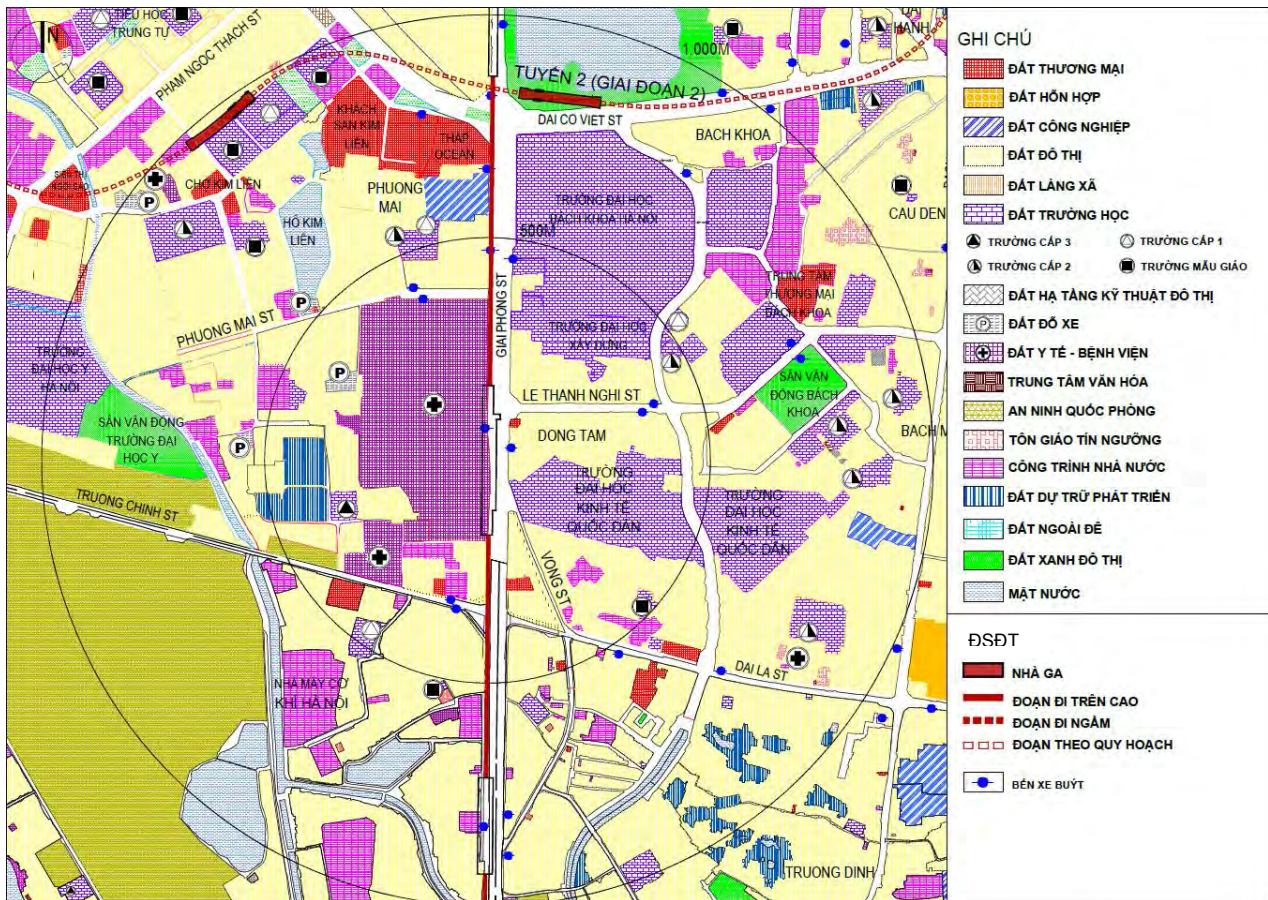 TIỂU HỌC
TRUNG TỰ
N
PHẠM NGỌC THẠCH ST
1 000M
TUYẾN 2 (GIAI ĐOẠN 2)
DAI CO VIET ST
BACH KHOA
HANH
KHÁCH
SẠN KIM
LIÊN
THÁP
OCEAN
CHỢ KIM LIÊN
PHUONG
MAI
HỒ KIM
LIÊN
TRƯỜNG ĐẠI HỌC
BÁCH KHOA HÀ NỘI
CAU DEN
500M
GIAI PHONG ST
TRUNG TÂM
THƯƠNG MẠI
BÁCH KHOA
PHUONG MAI ST
TRƯỜNG ĐẠI HỌC
XÂY DỰNG
TRƯỜNG
ĐẠI HỌC Y
HÀ NỘI
SÂN VẬN
ĐỘNG BÁCH
KHOA
LE THANH NGHI ST
SÂN VẬN ĐỘNG
TRƯỜNG ĐẠI
HỌC Y
DONG TAM
BACH M
TRƯỜNG
ĐẠI HỌC
KINH TẾ
QUỐC DÂN
TRƯỜNG
ĐẠI HỌC
KINH TẾ
QUỐC DÂN
TRUONG CHINH ST
VONG ST
DAI LA ST
NHÀ MÁY CƠ
KHÍ HÀ NỘI
TRUONG DINH
P
P
P
P
GHI CHÚ
ĐẤT THƯƠNG MẠI
ĐẤT HỖN HỢP
ĐẤT CÔNG NGHIỆP
ĐẤT ĐÔ THỊ
ĐẤT LÀNG XÃ
ĐẤT TRƯỜNG HỌC
TRƯỜNG CẤP 3
TRƯỜNG CẤP 1
TRƯỜNG CẤP 2
TRƯỜNG MẪU GIÁO
ĐẤT HẠ TẦNG KỸ THUẬT ĐÔ THỊ
P ĐẤT ĐỖ XE
ĐẤT Y TẾ - BỆNH VIỆN
TRUNG TÂM VĂN HÓA
AN NINH QUỐC PHÒNG
TÔN GIÁO TÍN NGƯỠNG
CÔNG TRÌNH NHÀ NƯỚC
ĐẤT DỰ TRỮ PHÁT TRIỂN
ĐẤT NGOÀI ĐÊ
ĐẤT XANH ĐÔ THỊ
MẶT NƯỚC
ĐSĐT
NHÀ GA
ĐOẠN ĐI TRÊN CAO
ĐOẠN ĐI NGẦM
ĐOẠN THEO QUY HOẠCH
BẾN XE BUÝT